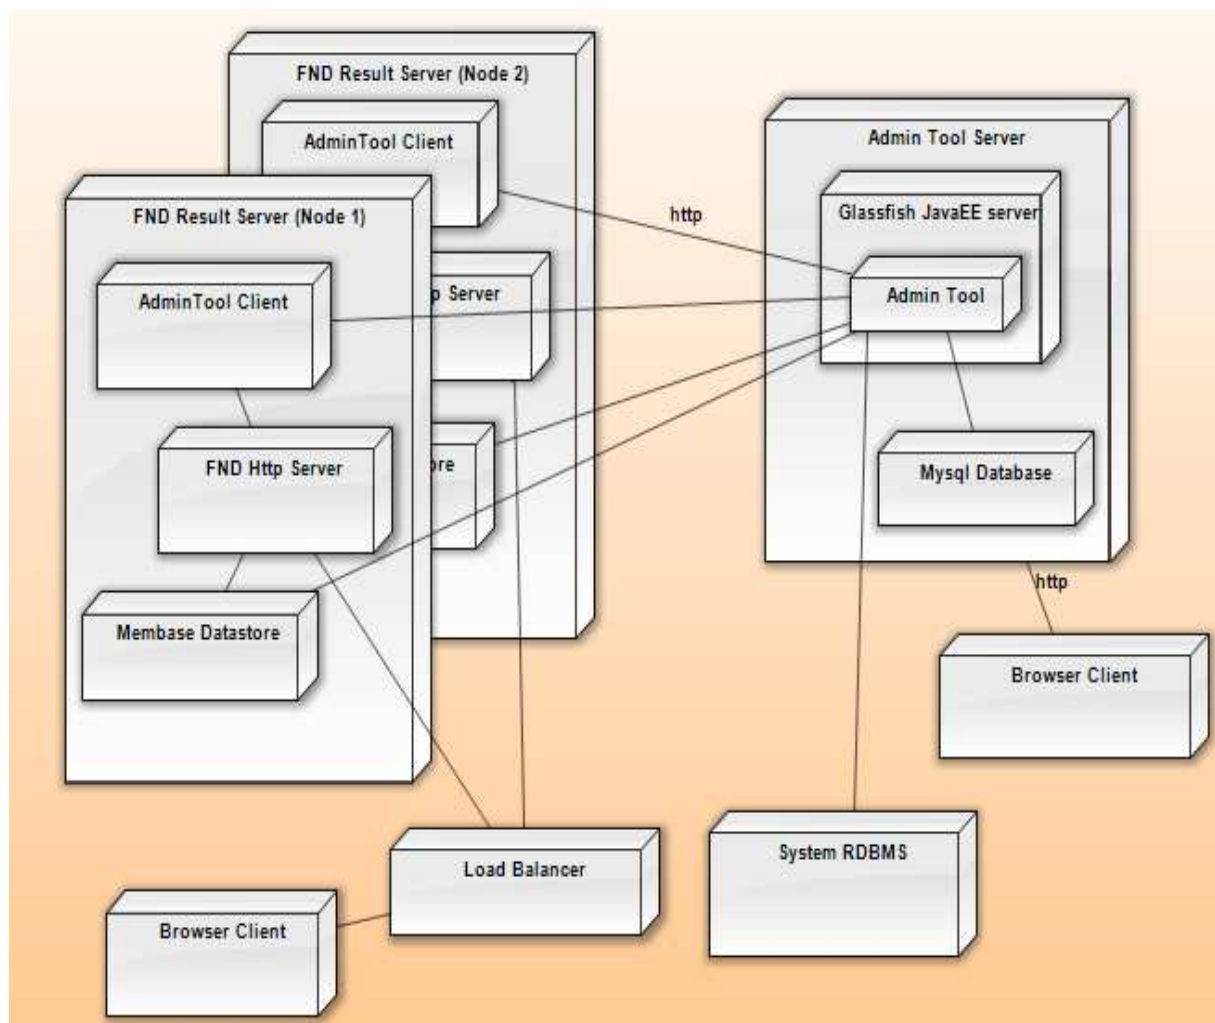 FND Result Server (Node 2)
AdminTool Client
Admin Tool Server
FND Result Server (Node 1)
http
Glassfish JavaEE server
AdminTool Client
p Server
Admin Tool
FND Http Server
ore
Mysql Database
http
Membase Datastore
Browser Client
Load Balancer
System RDBMS
Browser Client